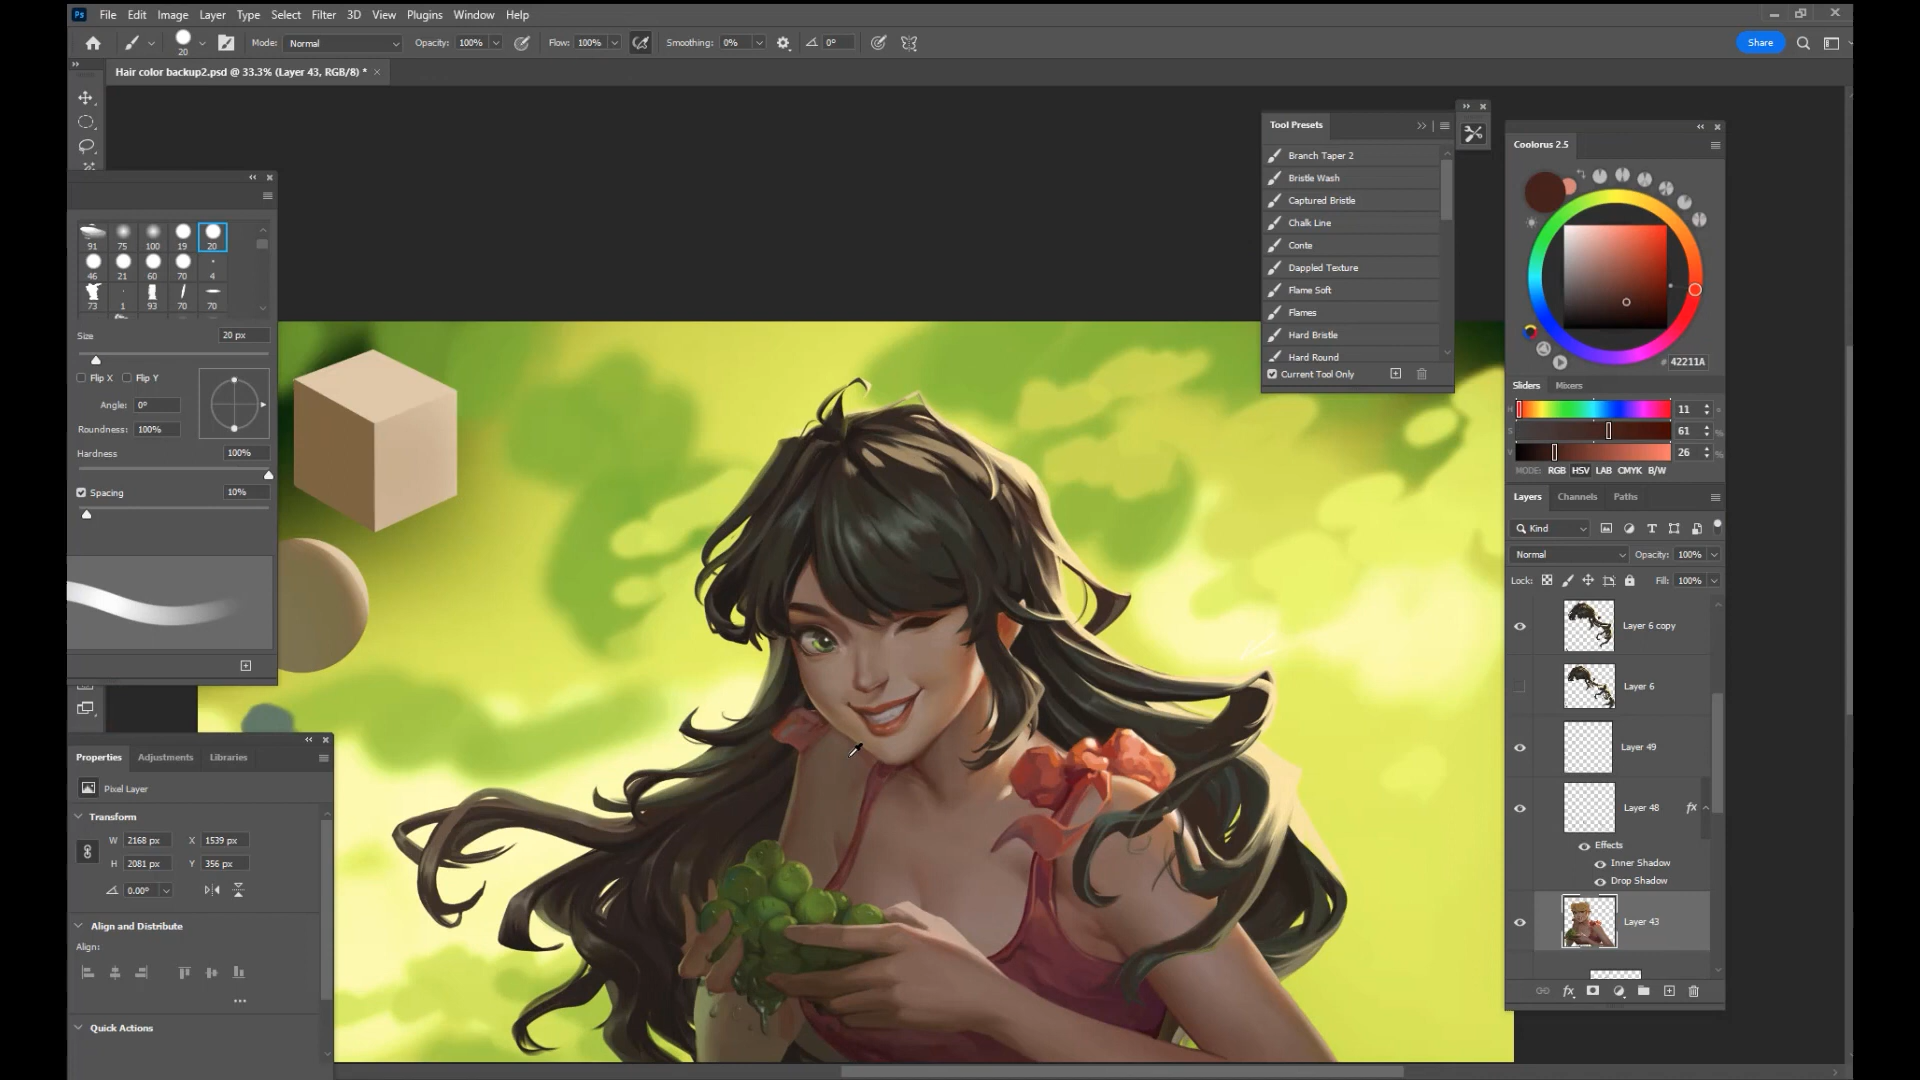 Ps File Edit Image Layer Type Select Filter 3D View Plugins Window Help
20 Mode: Normal Opacity: 100% Flow: 100% Smoothing: 0% 0° Share
Hair color backup2.psd @ 33.3% (Layer 43, RGB/8) *
91 75 100 19 20
46 21 60 70 4
73 1 93 70 70
Size 20 px
Flip X Flip Y
Angle: 0°
Roundness: 100%
Hardness 100%
Spacing 10%
Properties Adjustments Libraries
Pixel Layer
Transform
W 2168 px X 1539 px
H 2081 px Y 356 px
0.00°
Align and Distribute
Align:
Quick Actions
Tool Presets
Branch Taper 2
Bristle Wash
Captured Bristle
Chalk Line
Conte
Dappled Texture
Flame Soft
Flames
Hard Bristle
Hard Round
Current Tool Only
Coolorus 2.5
# 42211A
Sliders Mixers
H 11 °
S 61 %
V 26 %
MODE: RGB HSV LAB CMYK B/W
Layers Channels Paths
Kind
Normal Opacity: 100%
Lock: Fill: 100%
Layer 6 copy
Layer 6
Layer 49
Layer 48 fx
Effects
Inner Shadow
Drop Shadow
Layer 43
fx